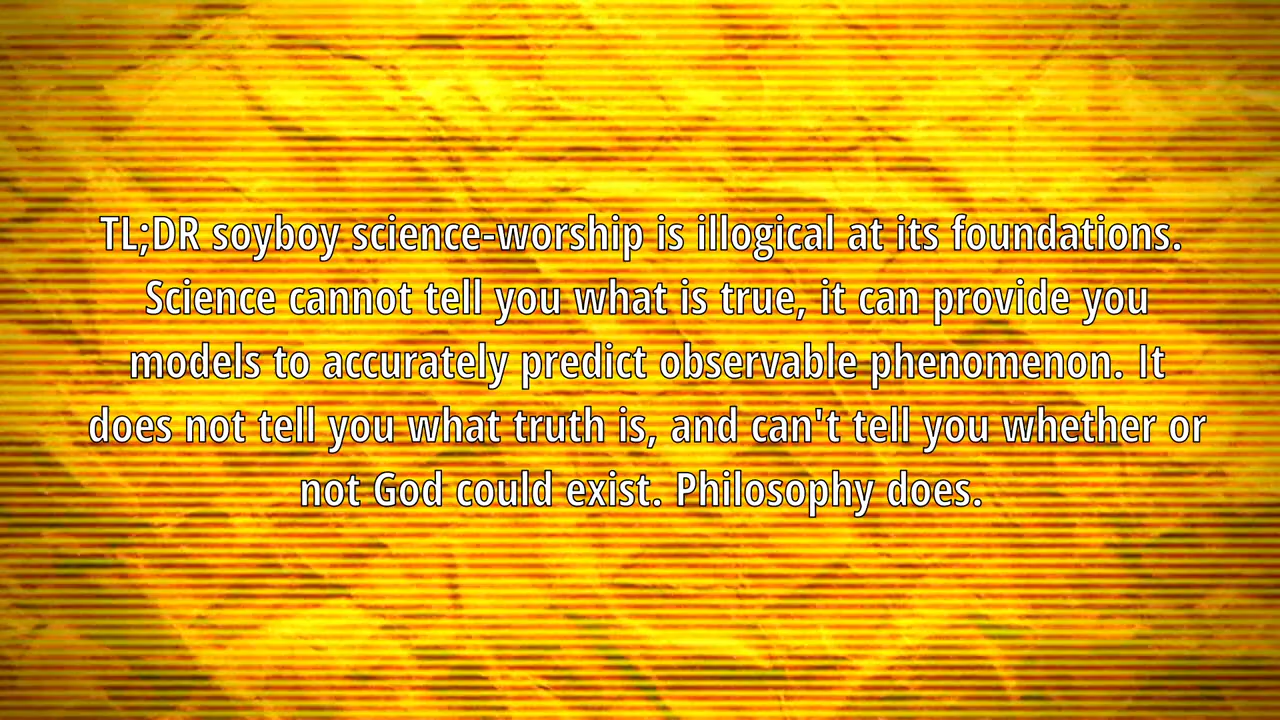 TL;DR soyboy science-worship is illogical at its foundations.
Science cannot tell you what is true, it can provide you
models to accurately predict observable phenomenon. It
does not tell you what truth is, and can't tell you whether or
not God could exist. Philosophy does.